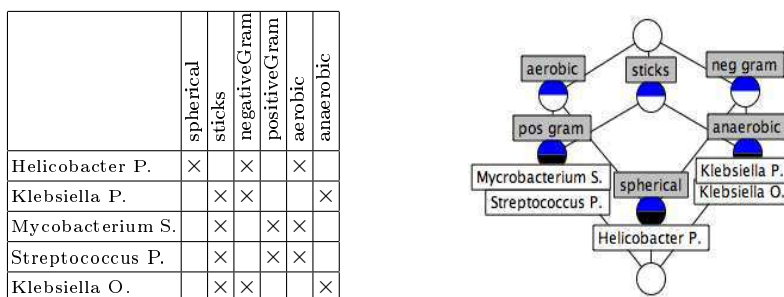 spherical
sticks
negativeGram
positiveGram
aerobic
anaerobic
Helicobacter P. × × ×
Klebsiella P. × × ×
Mycobacterium S. × × ×
Streptococcus P. × × ×
Klebsiella O. × × ×
aerobic
sticks
neg gram
pos gram
anaerobic
Mycrobacterium S.
Streptococcus P.
spherical
Klebsiella P.
Klebsiella O.
Helicobacter P.